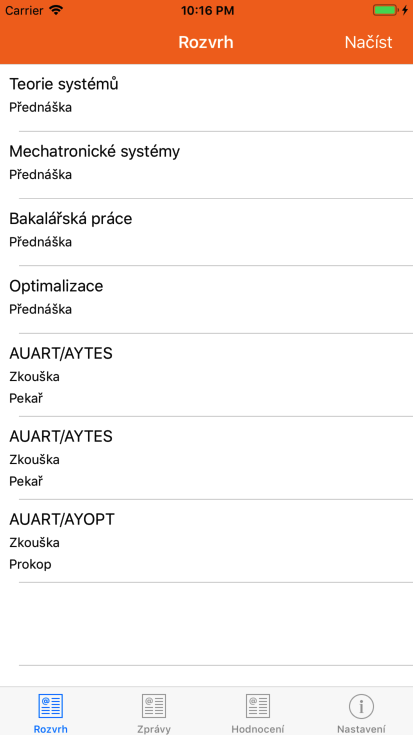 Carrier 10:16 PM
Rozvrh Načíst
Teorie systémů
Přednáška
Mechatronické systémy
Přednáška
Bakalářská práce
Přednáška
Optimalizace
Přednáška
AUART/AYTES
Zkouška
Pekař
AUART/AYTES
Zkouška
Pekař
AUART/AYOPT
Zkouška
Prokop
Rozvrh Zprávy Hodnocení Nastavení